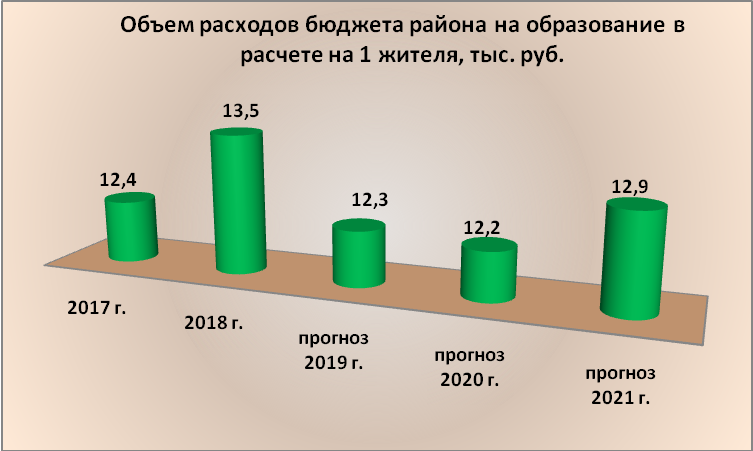 Объем расходов бюджета района на образование в
расчете на 1 жителя, тыс. руб.
12,4
13,5
12,3
12,2
12,9
2017 г.
2018 г.
прогноз
2019 г.
прогноз
2020 г.
прогноз
2021 г.